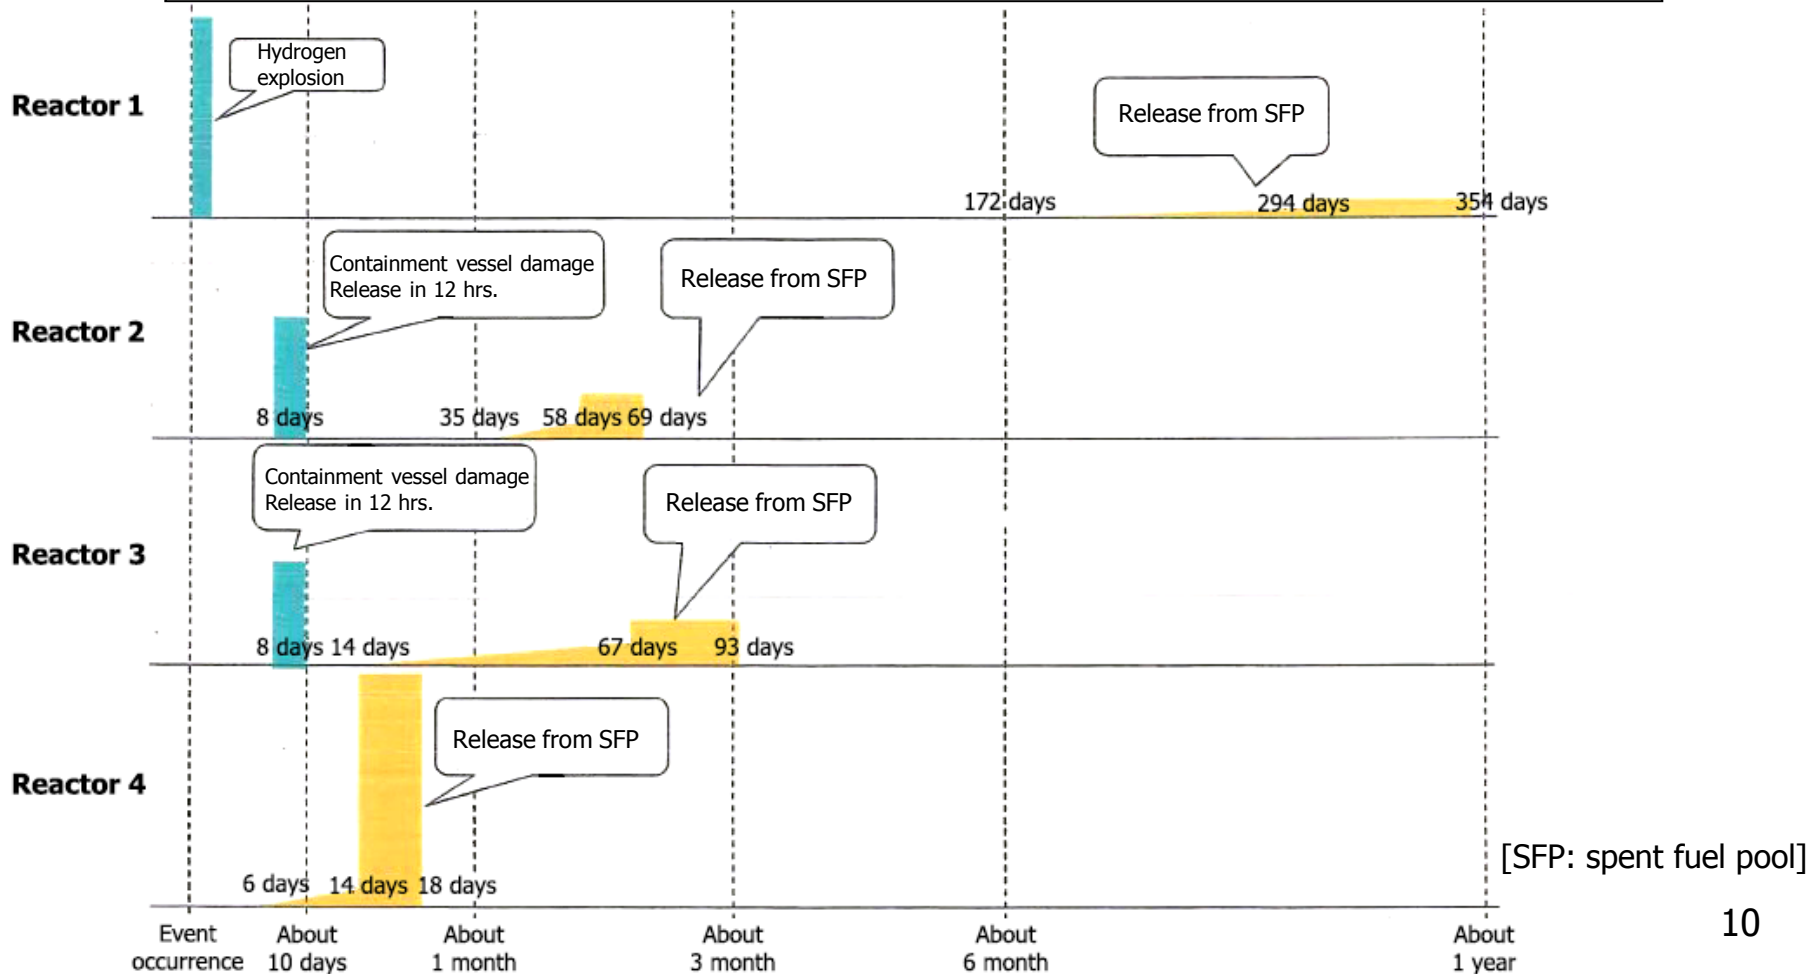 Hydrogen
explosion
Reactor 1
Release from SFP
172 days
294 days
354 days
Containment vessel damage
Release in 12 hrs.
Release from SFP
Reactor 2
8 days
35 days
58 days
69 days
Containment vessel damage
Release in 12 hrs.
Release from SFP
Reactor 3
8 days
14 days
67 days
93 days
Release from SFP
Reactor 4
6 days
14 days
18 days
[SFP: spent fuel pool]
10
Event
occurrence
About
10 days
About
1 month
About
3 month
About
6 month
About
1 year